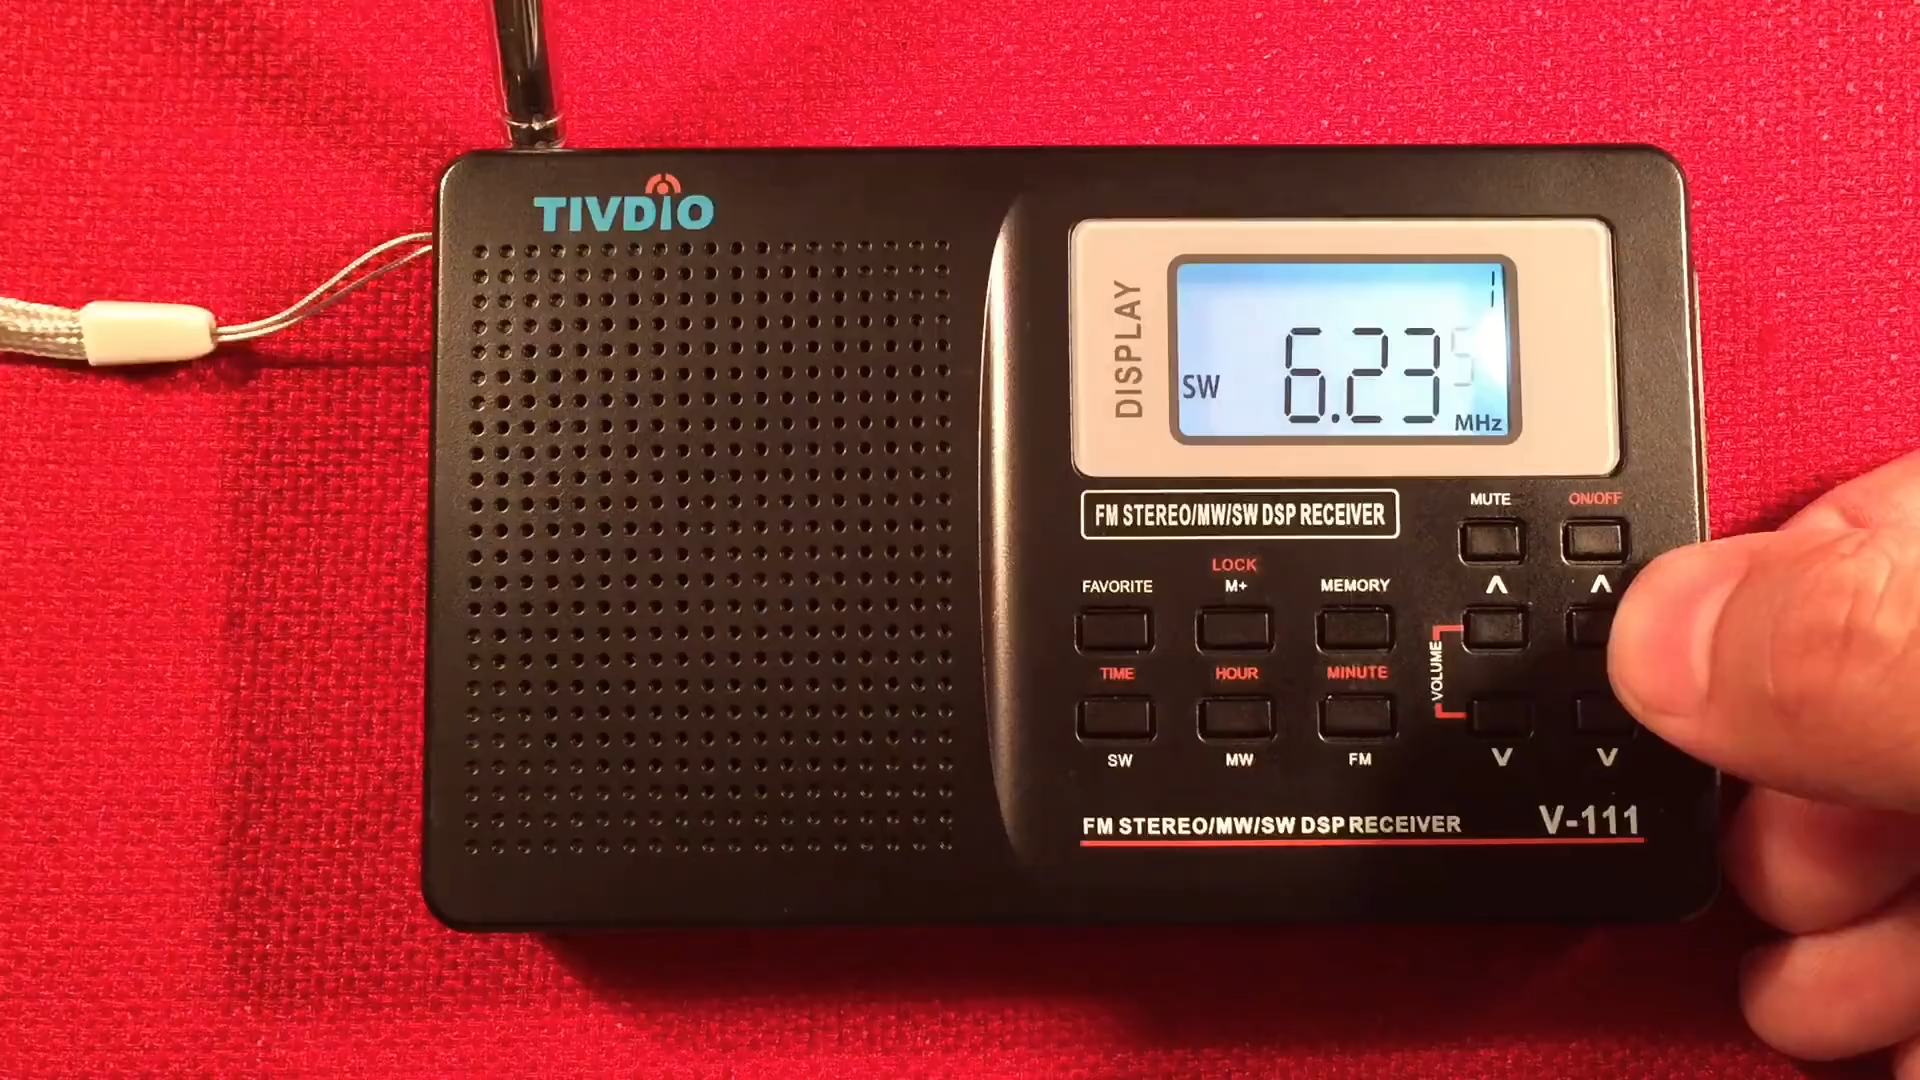 TIVDIO
DISPLAY
1
SW 6.23 MHz
FM STEREO/MW/SW DSP RECEIVER
MUTE ON/OFF
LOCK
FAVORITE M+ MEMORY
VOLUME
TIME HOUR MINUTE
SW MW FM
FM STEREO/MW/SW DSP RECEIVER V-111